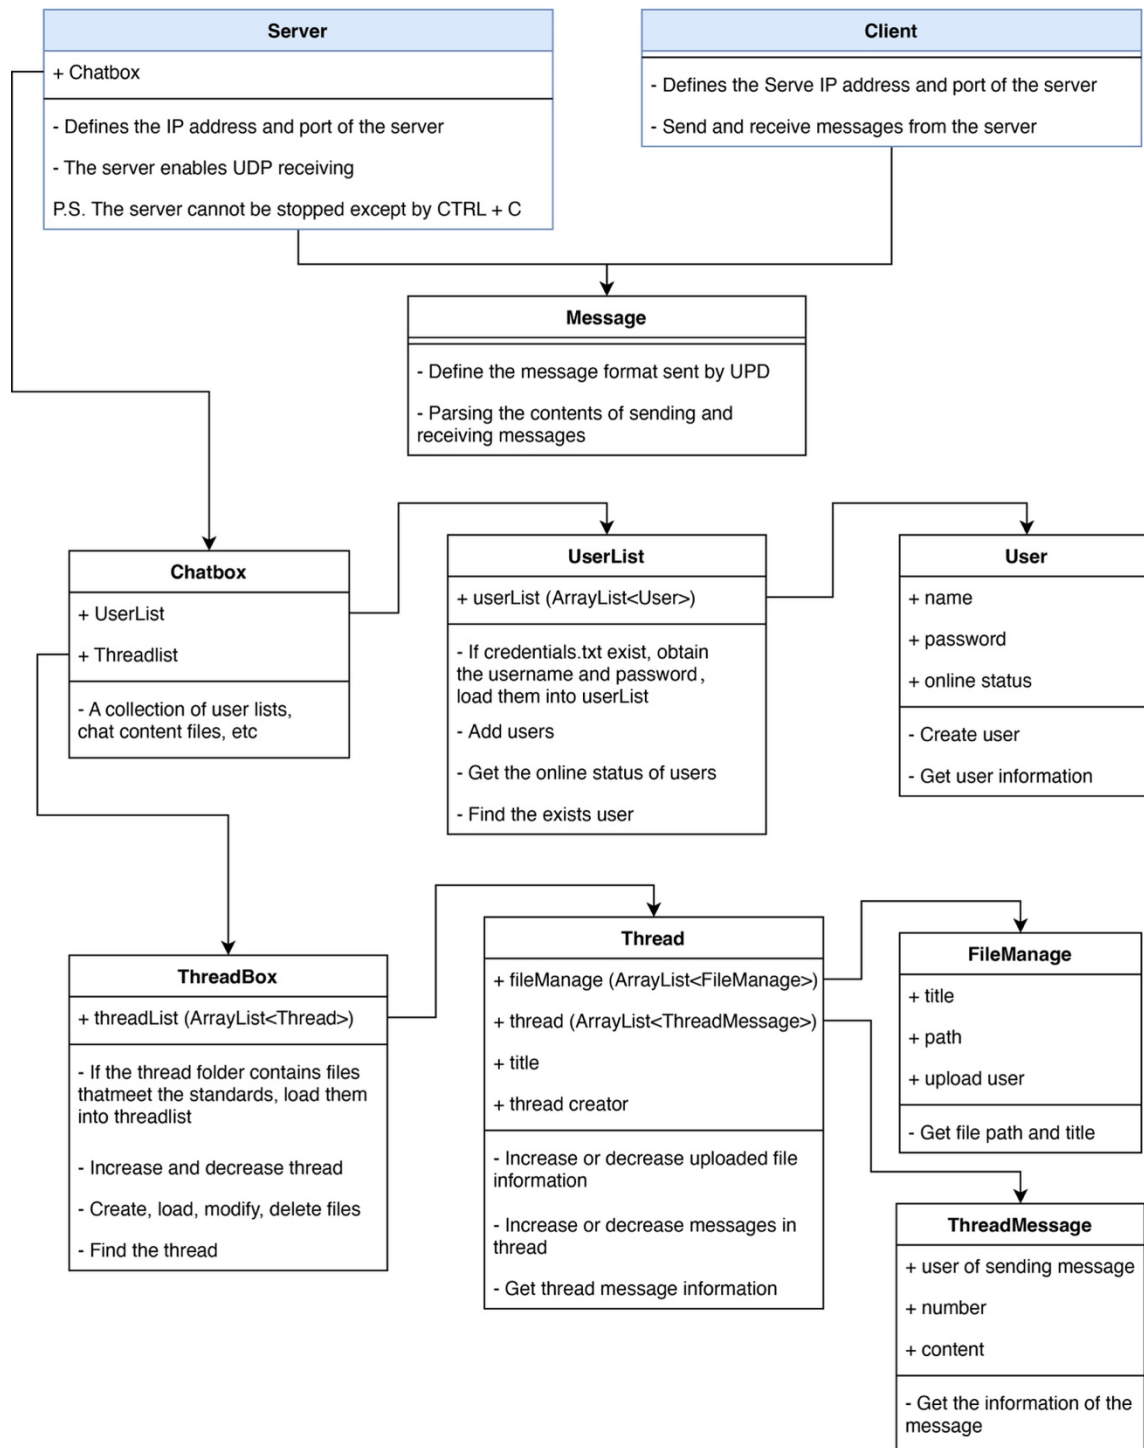 Server
+ Chatbox
- Defines the IP address and port of the server
- The server enables UDP receiving
P.S. The server cannot be stopped except by CTRL + C
Client
- Defines the Serve IP address and port of the server
- Send and receive messages from the server
Message
- Define the message format sent by UPD
- Parsing the contents of sending and
receiving messages
Chatbox
+ UserList
+ Threadlist
- A collection of user lists,
chat content files, etc
UserList
+ userList (ArrayList<User>)
- If credentials.txt exist, obtain
the username and password ,
load them into userList
- Add users
- Get the online status of users
- Find the exists user
User
+ name
+ password
+ online status
- Create user
- Get user information
ThreadBox
+ threadList (ArrayList<Thread>)
- If the thread folder contains files
thatmeet the standards, load them
into threadlist
- Increase and decrease thread
- Create, load, modify, delete files
- Find the thread
Thread
+ fileManage (ArrayList<FileManage>)
+ thread (ArrayList<ThreadMessage>)
+ title
+ thread creator
- Increase or decrease uploaded file
information
- Increase or decrease messages in
thread
- Get thread message information
FileManage
+ title
+ path
+ upload user
- Get file path and title
ThreadMessage
+ user of sending message
+ number
+ content
- Get the information of the
message